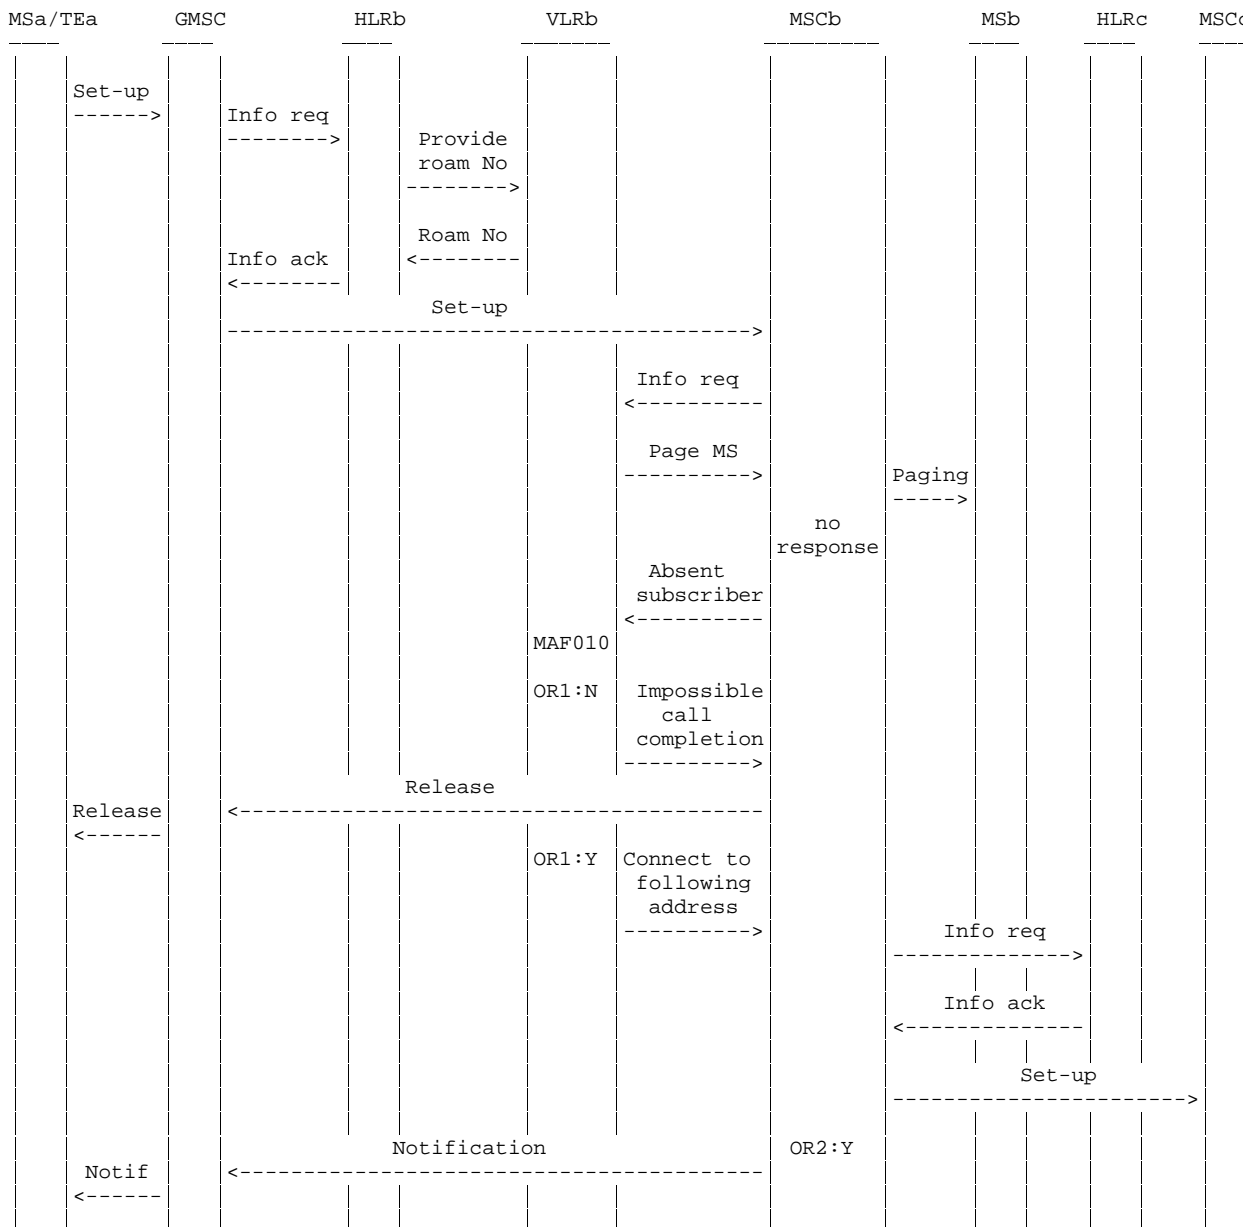 MSa/TEa GMSC HLRb VLRb MSCb MSb HLRc MSCc
Set-up
------>
Info req
-------->
Provide
roam No
-------->
Roam No
Info ack <--------
<--------
Set-up
----------------------------------------->
Info req
<----------
Page MS
----------> Paging
----->
no
response
Absent
subscriber
<----------
MAF010
OR1:N Impossible
call
completion
---------->
Release
Release <-----------------------------------------
<------
OR1:Y Connect to
following
address
----------> Info req
-------------->
Info ack
<--------------
Set-up
----------------------->
Notification OR2:Y
Notif <-----------------------------------------
<------